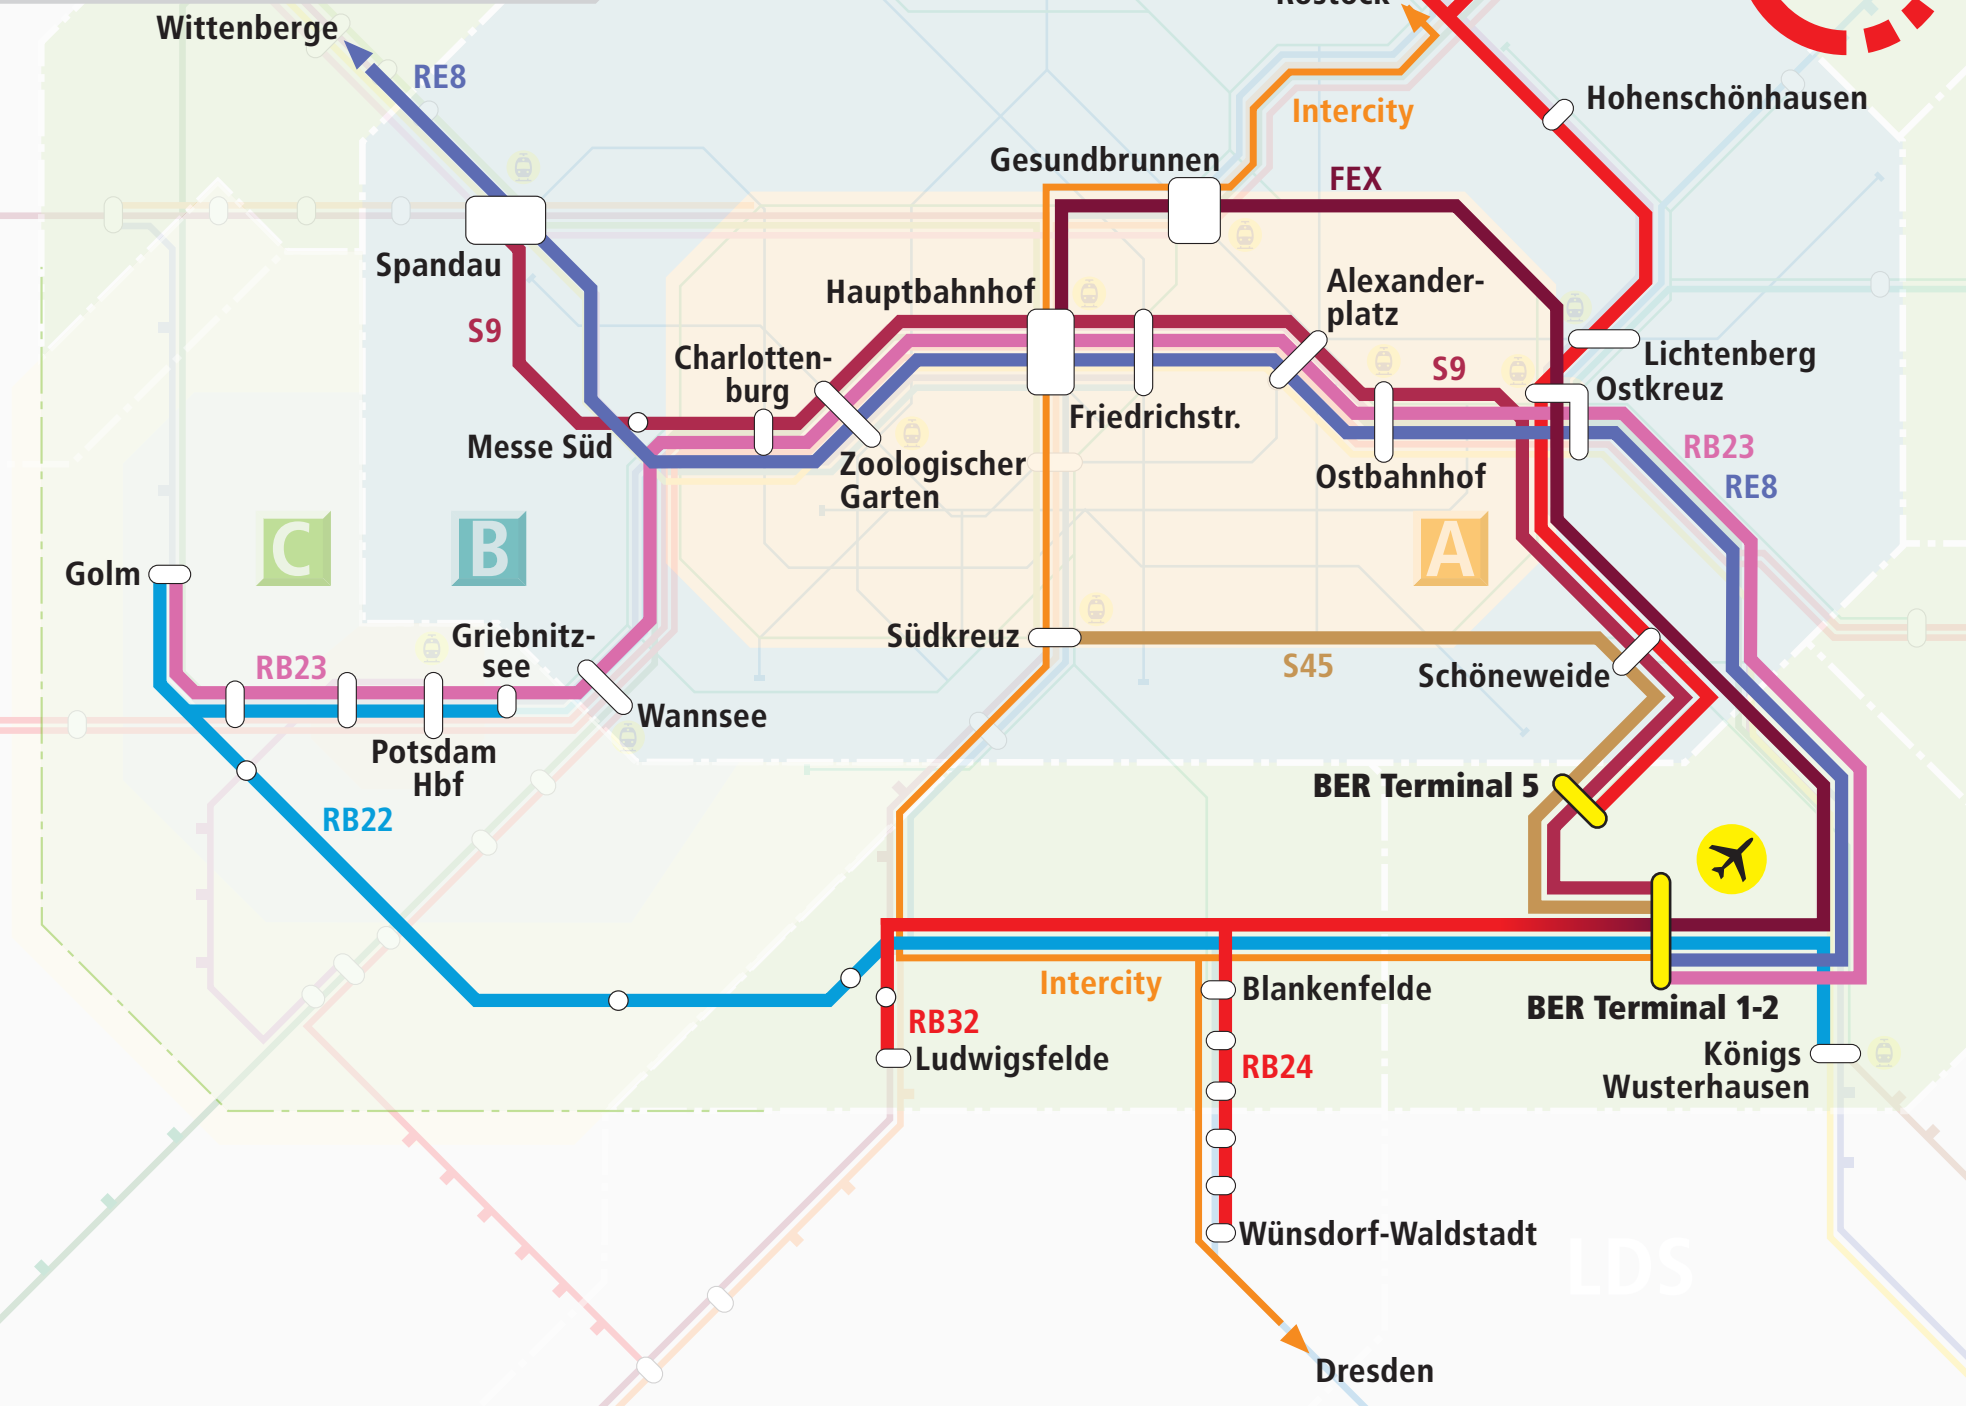 Rostock
Wittenberge
RE8
Hohenschönhausen
Intercity
Gesundbrunnen
FEX
Spandau
Hauptbahnhof
Alexander-
platz
S9
Charlotten-
burg
S9
Lichtenberg
Ostkreuz
Friedrichstr.
Messe Süd
RB23
Zoologischer
Garten
Ostbahnhof
RE8
C
B
A
Golm
Südkreuz
Griebnitz-
see
RB23
S45
Schöneweide
Wannsee
Potsdam
Hbf
BER Terminal 5
RB22
Intercity
Blankenfelde
BER Terminal 1-2
RB32
Königs
Wusterhausen
Ludwigsfelde
RB24
Wünsdorf-Waldstadt
LDS
Dresden